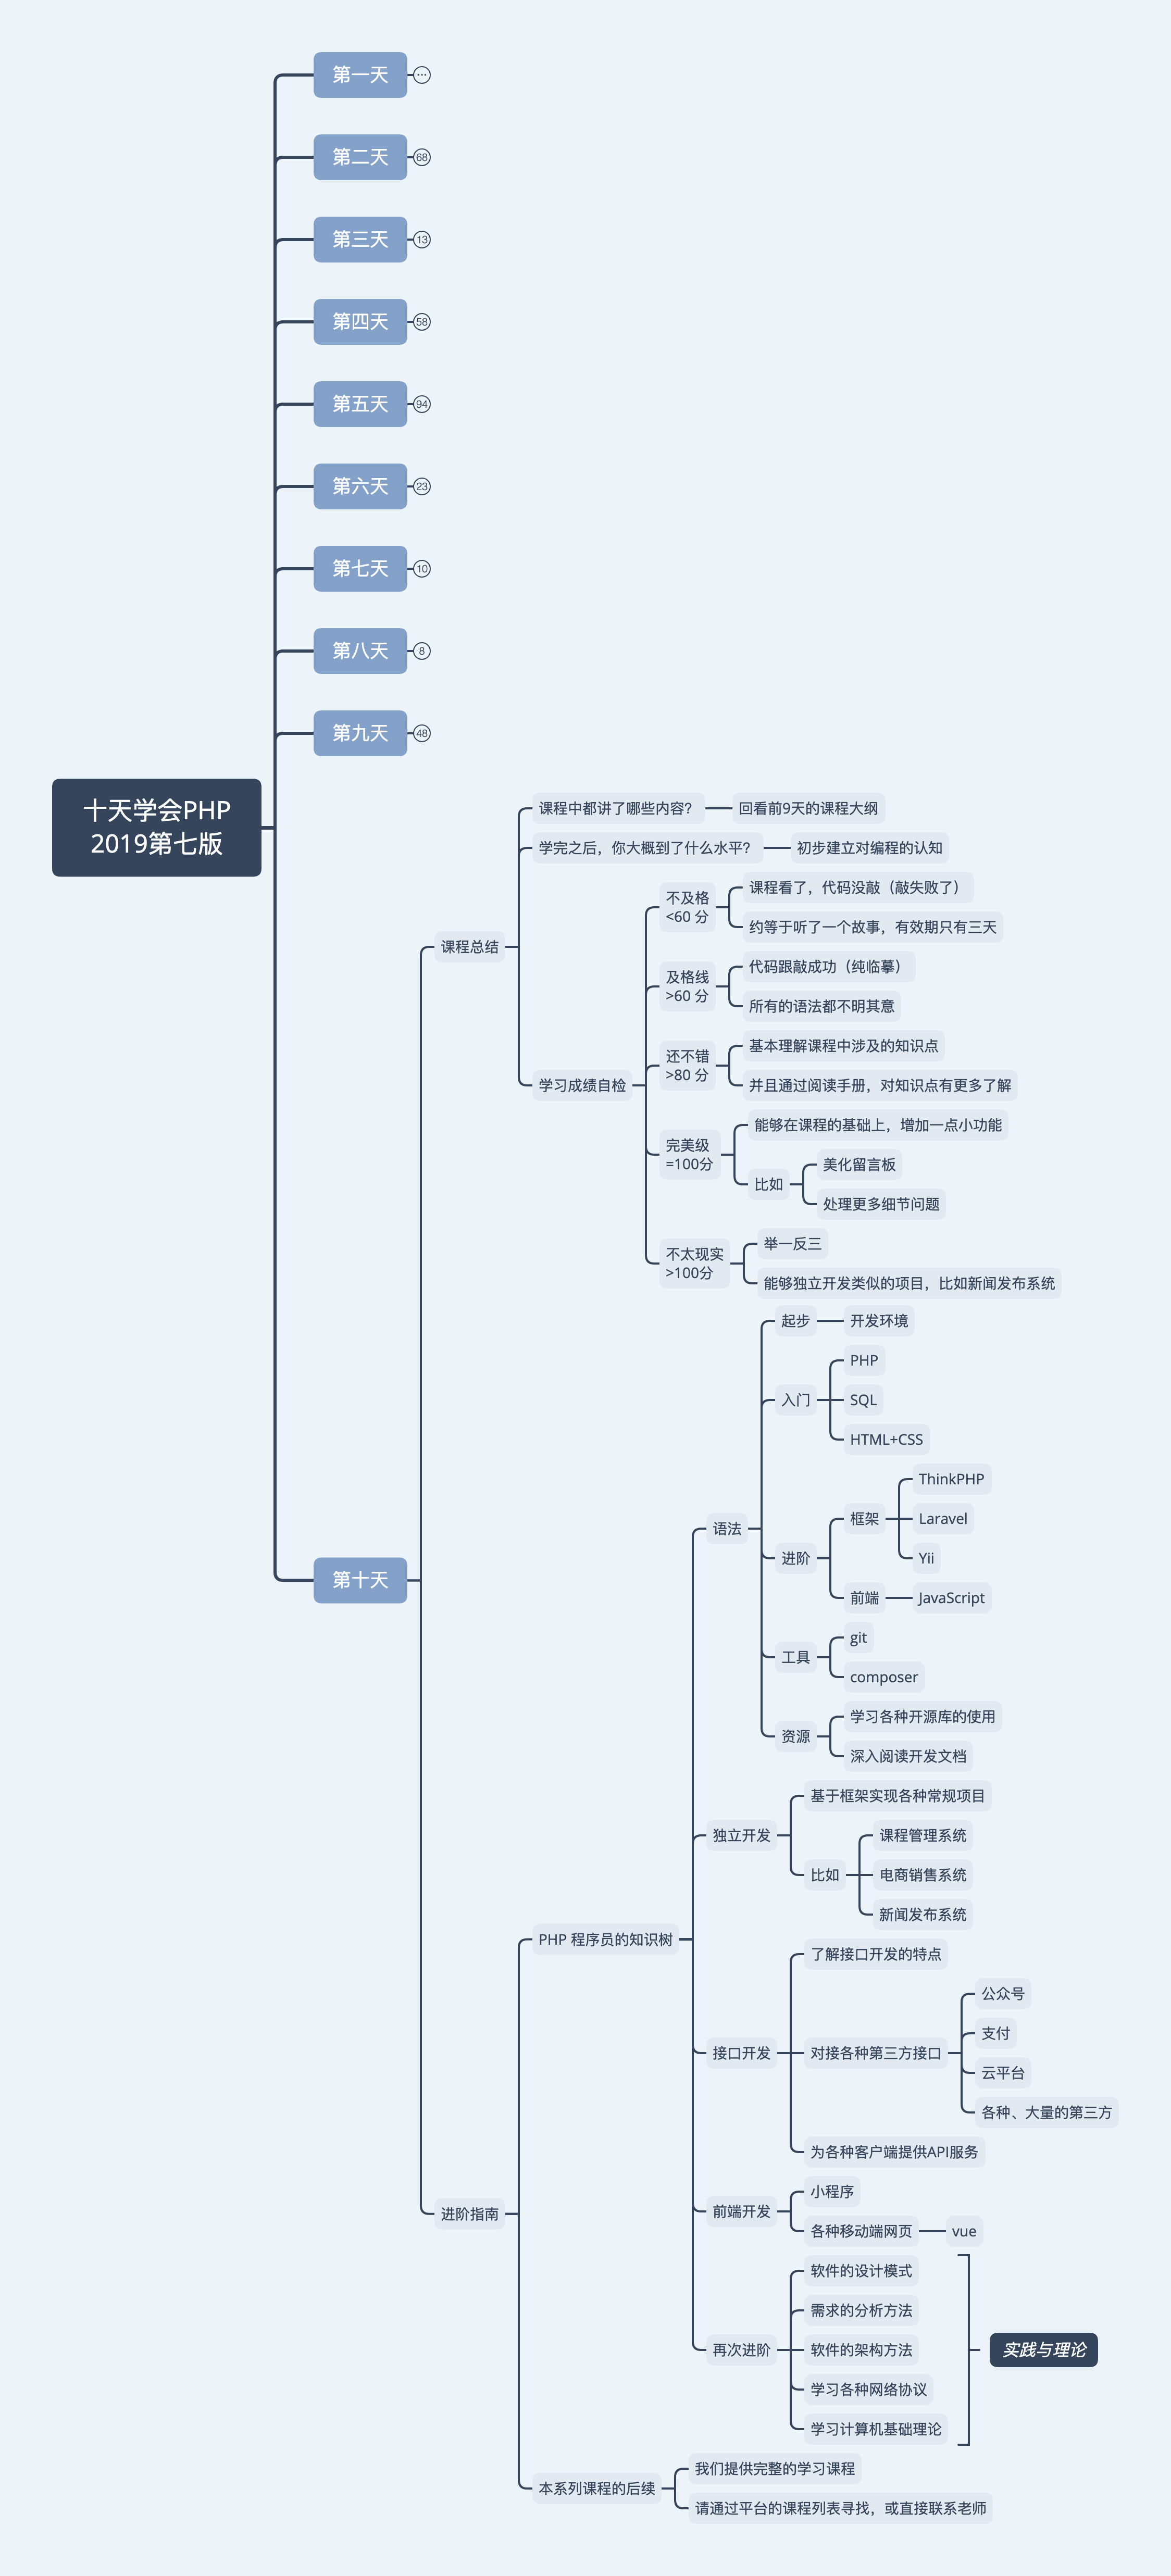 第一天
···
第二天
68
第三天
13
第四天
58
第五天
94
第六天
23
第七天
10
第八天
8
第九天
48
十天学会PHP
2019第七版
第十天
课程总结
课程中都讲了哪些内容？
回看前9天的课程大纲
学完之后，你大概到了什么水平？
初步建立对编程的认知
学习成绩自检
不及格
<60 分
课程看了，代码没敲（敲失败了）
约等于听了一个故事，有效期只有三天
及格线
>60 分
代码跟敲成功（纯临摹）
所有的语法都不明其意
还不错
>80 分
基本理解课程中涉及的知识点
并且通过阅读手册，对知识点有更多了解
完美级
=100分
能够在课程的基础上，增加一点小功能
比如
美化留言板
处理更多细节问题
不太现实
>100分
举一反三
能够独立开发类似的项目，比如新闻发布系统
进阶指南
PHP 程序员的知识树
语法
起步
开发环境
入门
PHP
SQL
HTML+CSS
进阶
框架
ThinkPHP
Laravel
Yii
前端
JavaScript
工具
git
composer
资源
学习各种开源库的使用
深入阅读开发文档
独立开发
基于框架实现各种常规项目
比如
课程管理系统
电商销售系统
新闻发布系统
接口开发
了解接口开发的特点
对接各种第三方接口
公众号
支付
云平台
各种、大量的第三方
为各种客户端提供API服务
前端开发
小程序
各种移动端网页
vue
再次进阶
软件的设计模式
需求的分析方法
软件的架构方法
学习各种网络协议
学习计算机基础理论
实践与理论
本系列课程的后续
我们提供完整的学习课程
请通过平台的课程列表寻找，或直接联系老师